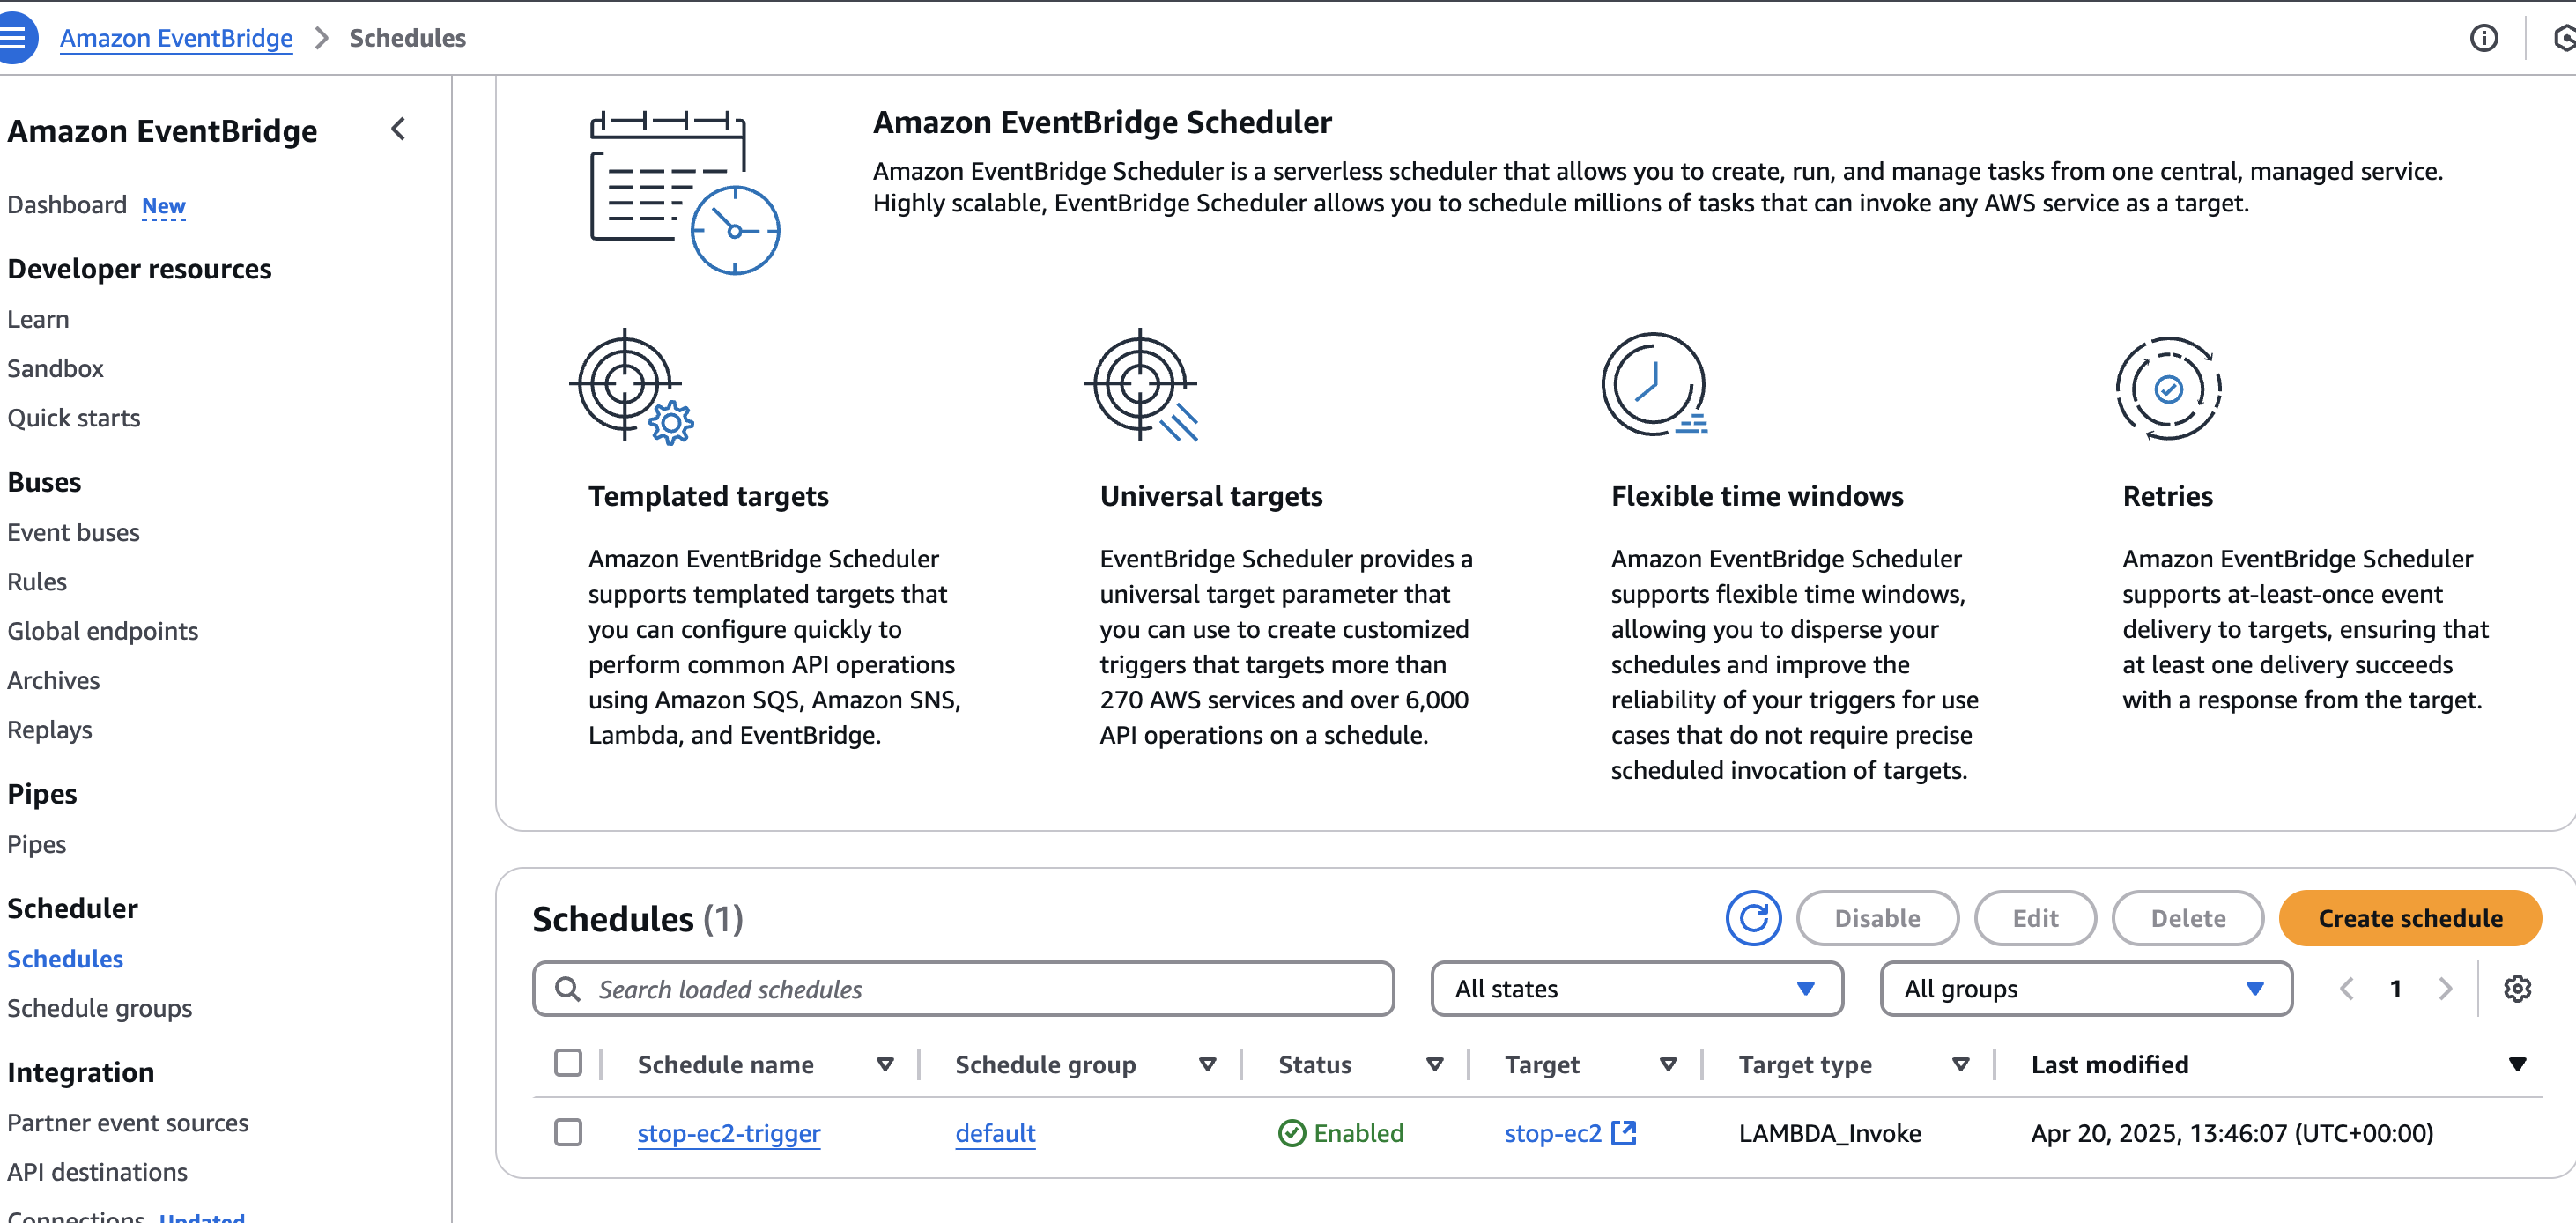 Amazon EventBridge > Schedules
Amazon EventBridge
Dashboard New
Developer resources
Learn
Sandbox
Quick starts
Buses
Event buses
Rules
Global endpoints
Archives
Replays
Pipes
Pipes
Scheduler
Schedules
Schedule groups
Integration
Partner event sources
API destinations
Connections Updated
Amazon EventBridge Scheduler
Amazon EventBridge Scheduler is a serverless scheduler that allows you to create, run, and manage tasks from one central, managed service.
Highly scalable, EventBridge Scheduler allows you to schedule millions of tasks that can invoke any AWS service as a target.
Templated targets
Amazon EventBridge Scheduler
supports templated targets that
you can configure quickly to
perform common API operations
using Amazon SQS, Amazon SNS,
Lambda, and EventBridge.
Universal targets
EventBridge Scheduler provides a
universal target parameter that
you can use to create customized
triggers that targets more than
270 AWS services and over 6,000
API operations on a schedule.
Flexible time windows
Amazon EventBridge Scheduler
supports flexible time windows,
allowing you to disperse your
schedules and improve the
reliability of your triggers for use
cases that do not require precise
scheduled invocation of targets.
Retries
Amazon EventBridge Scheduler
supports at-least-once event
delivery to targets, ensuring that
at least one delivery succeeds
with a response from the target.
Schedules (1)
Disable Edit Delete Create schedule
Search loaded schedules All states All groups 1
Schedule name Schedule group Status Target Target type Last modified
stop-ec2-trigger default Enabled stop-ec2 LAMBDA_Invoke Apr 20, 2025, 13:46:07 (UTC+00:00)